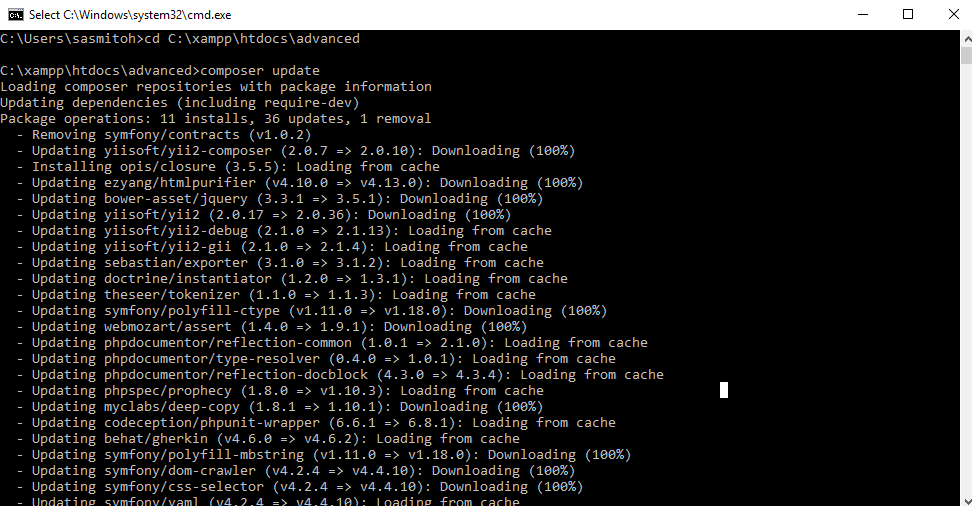 Select C:\Windows\system32\cmd.exe
C:\Users\sasmitoh>cd C:\xampp\htdocs\advanced
C:\xampp\htdocs\advanced>composer update
Loading composer repositories with package information
Updating dependencies (including require-dev)
Package operations: 11 installs, 36 updates, 1 removal
  - Removing symfony/contracts (v1.0.2)
  - Updating yiisoft/yii2-composer (2.0.7 => 2.0.10): Downloading (100%)
  - Installing opis/closure (3.5.5): Loading from cache
  - Updating ezyang/htmlpurifier (v4.10.0 => v4.13.0): Downloading (100%)
  - Updating bower-asset/jquery (3.3.1 => 3.5.1): Downloading (100%)
  - Updating yiisoft/yii2 (2.0.17 => 2.0.36): Downloading (100%)
  - Updating yiisoft/yii2-debug (2.1.0 => 2.1.13): Loading from cache
  - Updating yiisoft/yii2-gii (2.1.0 => 2.1.4): Loading from cache
  - Updating sebastian/exporter (3.1.0 => 3.1.2): Loading from cache
  - Updating doctrine/instantiator (1.2.0 => 1.3.1): Loading from cache
  - Updating theseer/tokenizer (1.1.0 => 1.1.3): Loading from cache
  - Updating symfony/polyfill-ctype (v1.11.0 => v1.18.0): Downloading (100%)
  - Updating webmozart/assert (1.4.0 => 1.9.1): Downloading (100%)
  - Updating phpdocumentor/reflection-common (1.0.1 => 2.1.0): Loading from cache
  - Updating phpdocumentor/type-resolver (0.4.0 => 1.0.1): Loading from cache
  - Updating phpdocumentor/reflection-docblock (4.3.0 => 4.3.4): Loading from cache
  - Updating phpspec/prophecy (1.8.0 => v1.10.3): Loading from cache
  - Updating myclabs/deep-copy (1.8.1 => 1.10.1): Downloading (100%)
  - Updating codeception/phpunit-wrapper (6.6.1 => 6.8.1): Loading from cache
  - Updating behat/gherkin (v4.6.0 => v4.6.2): Loading from cache
  - Updating symfony/polyfill-mbstring (v1.11.0 => v1.18.0): Downloading (100%)
  - Updating symfony/dom-crawler (v4.2.4 => v4.4.10): Downloading (100%)
  - Updating symfony/css-selector (v4.2.4 => v4.4.10): Downloading (100%)
  - Updating symfony/yaml (v4.2.4 => v4.4.10): Loading from cache